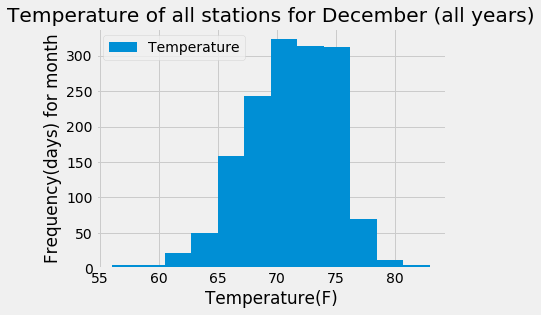 Temperature of all stations for December (all years)
Temperature
Frequency(days) for month
300
250
200
150
100
50
0
55 60 65 70 75 80
Temperature(F)